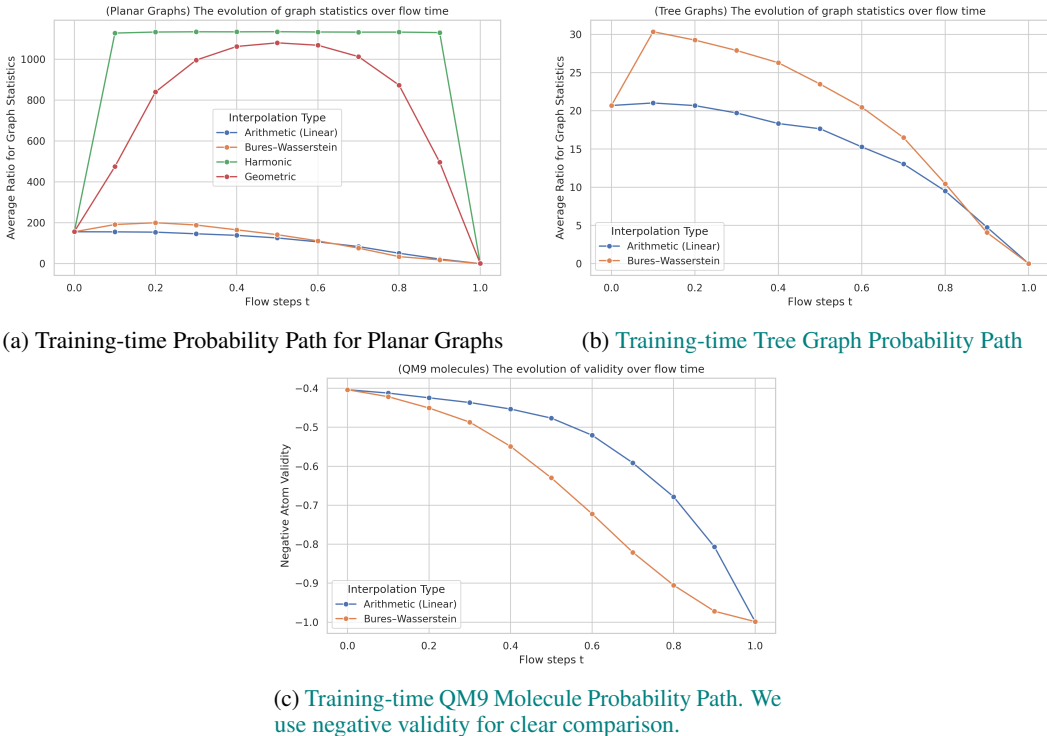 (Planar Graphs) The evolution of graph statistics over flow time
Average Ratio for Graph Statistics
1000
800
600
400
200
0
Interpolation Type
Arithmetic (Linear)
Bures–Wasserstein
Harmonic
Geometric
0.0 0.2 0.4 0.6 0.8 1.0
Flow steps t
(a) Training-time Probability Path for Planar Graphs
(Tree Graphs) The evolution of graph statistics over flow time
Average Ratio for Graph Statistics
30
25
20
15
10
5
0
Interpolation Type
Arithmetic (Linear)
Bures–Wasserstein
0.0 0.2 0.4 0.6 0.8 1.0
Flow steps t
(b) Training-time Tree Graph Probability Path
(QM9 molecules) The evolution of validity over flow time
Negative Atom Validity
−0.4
−0.5
−0.6
−0.7
−0.8
−0.9
−1.0
Interpolation Type
Arithmetic (Linear)
Bures–Wasserstein
0.0 0.2 0.4 0.6 0.8 1.0
Flow steps t
(c) Training-time QM9 Molecule Probability Path. We
use negative validity for clear comparison.